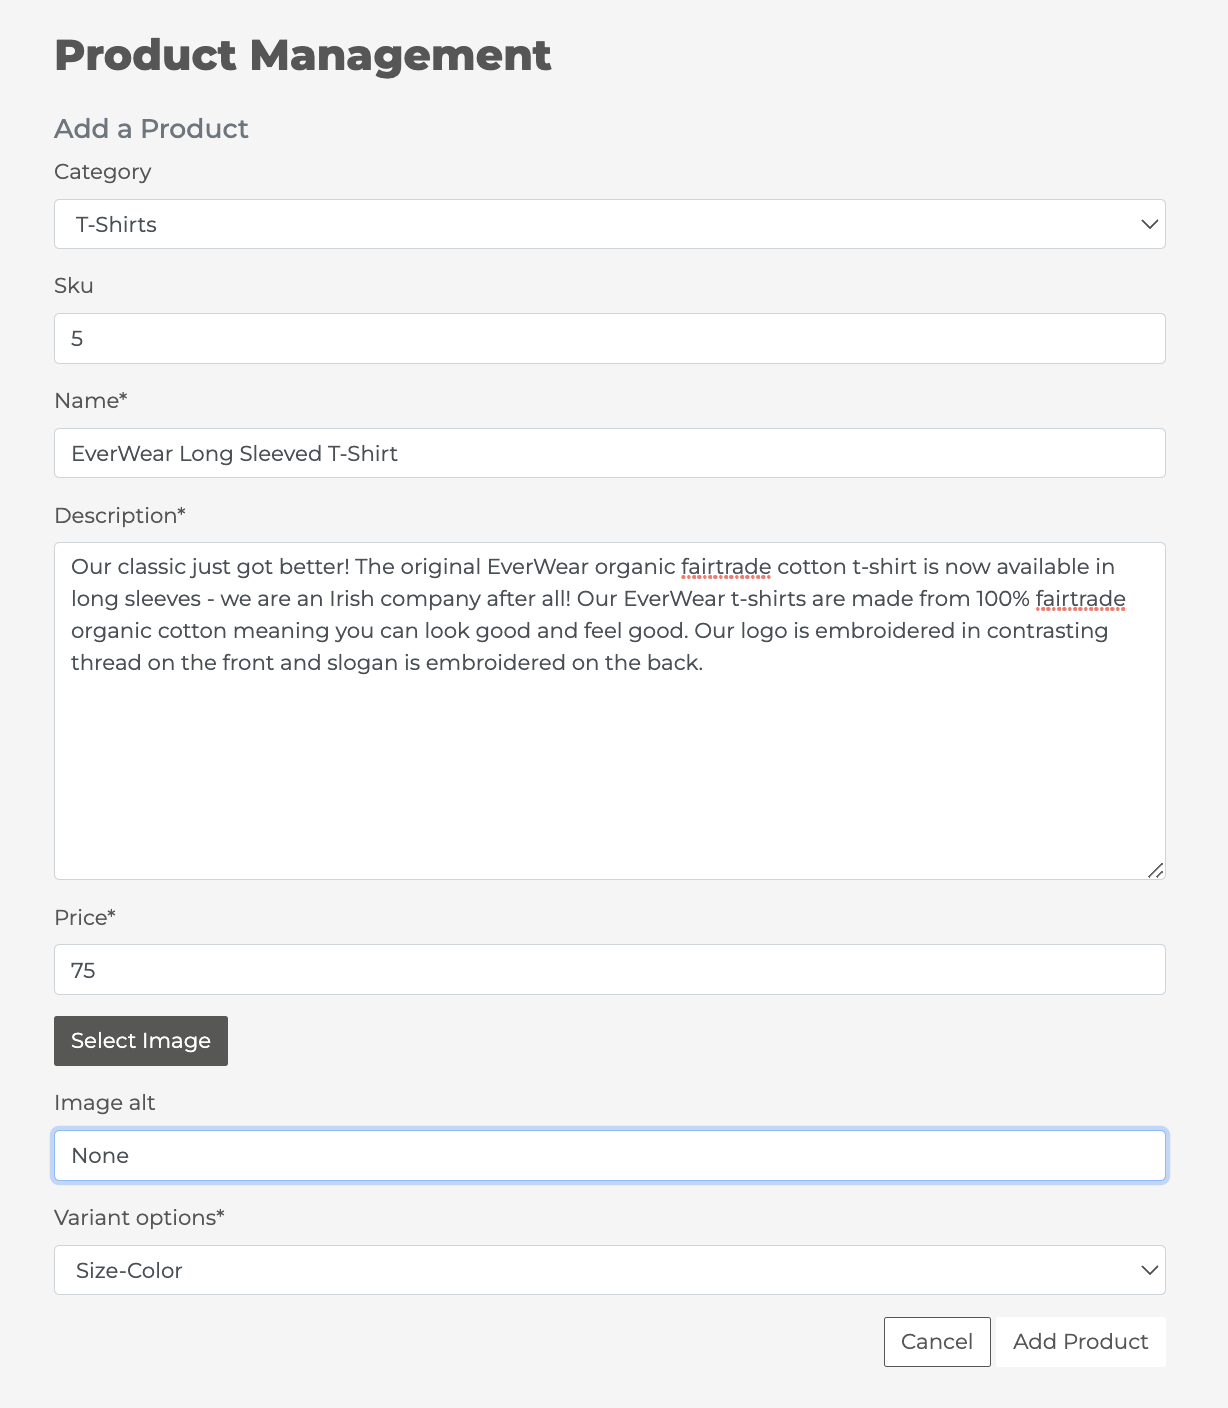 Product Management
Add a Product
Category
T-Shirts
Sku
5
Name*
EverWear Long Sleeved T-Shirt
Description*
Our classic just got better! The original EverWear organic fairtrade cotton t-shirt is now available in
long sleeves - we are an Irish company after all! Our EverWear t-shirts are made from 100% fairtrade
organic cotton meaning you can look good and feel good. Our logo is embroidered in contrasting
thread on the front and slogan is embroidered on the back.
Price*
75
Select Image
Image alt
None
Variant options*
Size-Color
Cancel Add Product